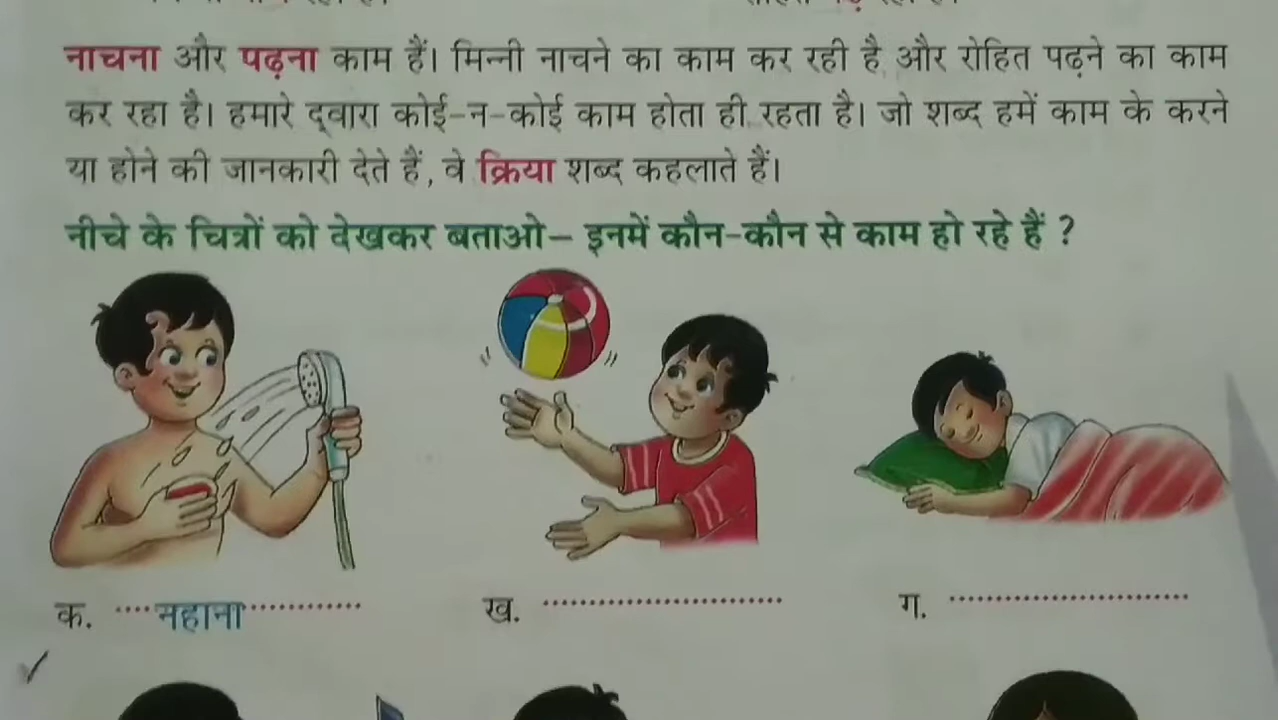 नाचना और पढ़ना काम हैं। मिन्नी नाचने का काम कर रही है और रोहित पढ़ने का काम
कर रहा है। हमारे द्वारा कोई-न-कोई काम होता ही रहता है। जो शब्द हमें काम के करने
या होने की जानकारी देते हैं, वे क्रिया शब्द कहलाते हैं।
नीचे के चित्रों को देखकर बताओ— इनमें कौन-कौन से काम हो रहे हैं ?
क. ....नहाना.............. ख. .............................. ग. ..............................